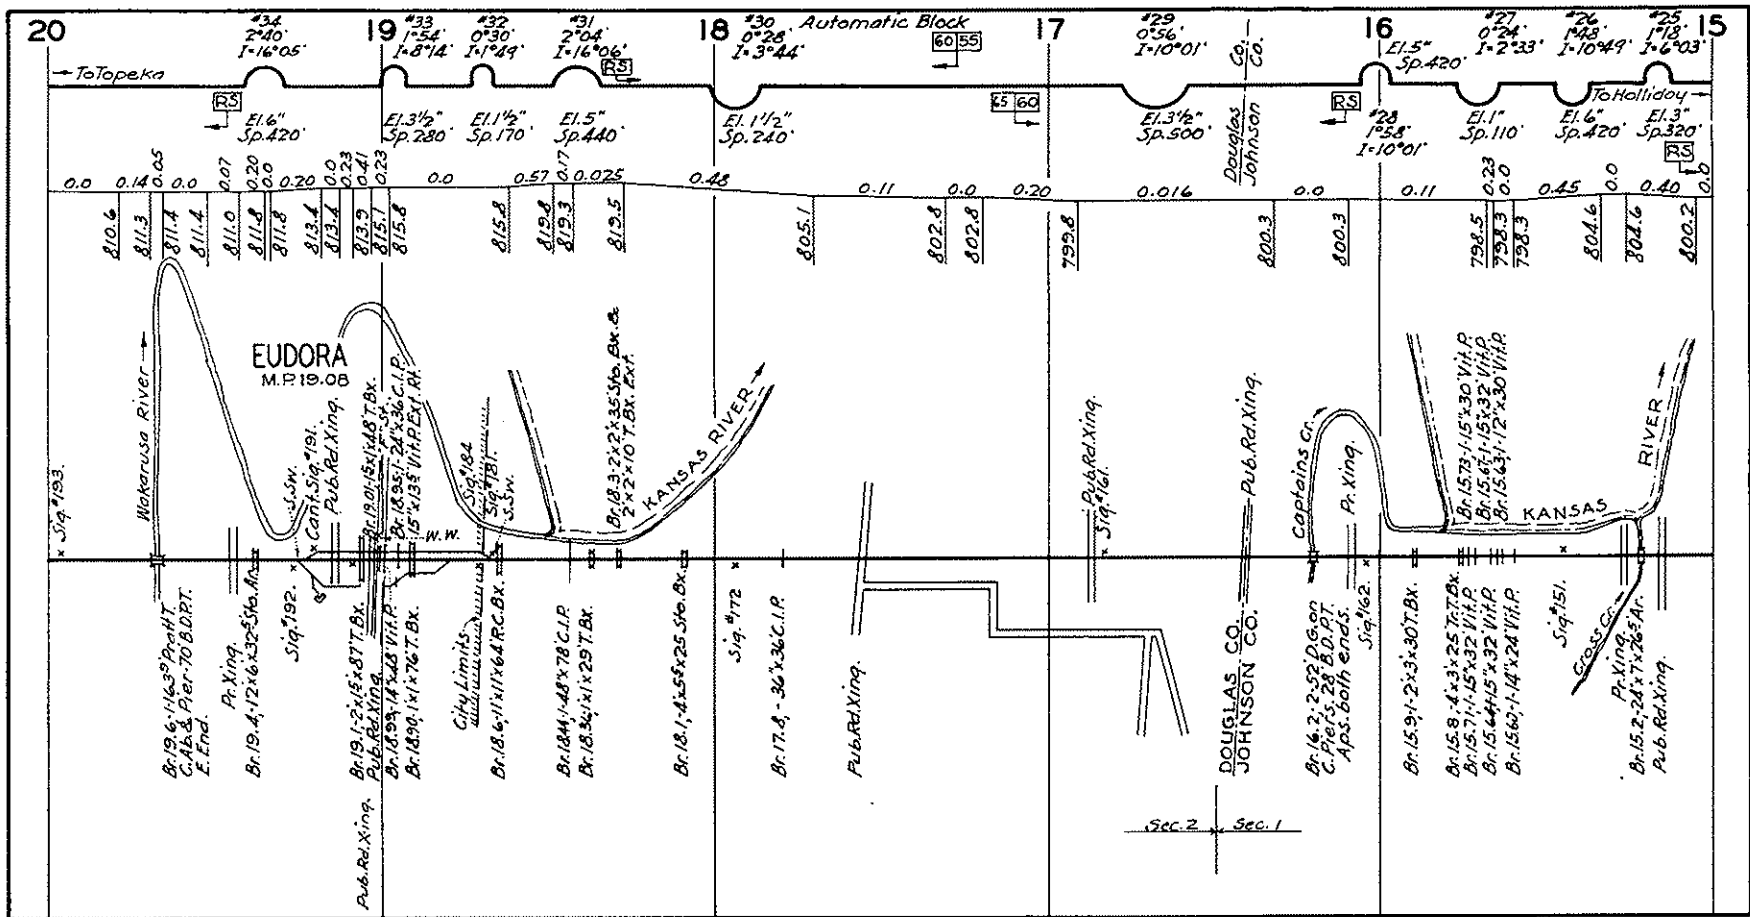 20
19
18
17
16
15
#34
2°40'
I=16°05'
#33
1°54'
I=8°14'
#32
0°30'
I=1°49'
#31
2°04'
I=16°06'
#30
0°28'
I=3°44'
Automatic Block
60 55
#29
0°56'
I=10°01'
Douglas Co.
Johnson Co.
El.5"
Sp.420'
#27
0°24'
I=2°33'
#26
1°48'
I=10°49'
#25
1°18'
I=6°03'
←To Topeka
RS
RS
65 60
RS
To Holliday→
RS
El.6"
Sp.420'
El.3½"
Sp.280'
El.1½"
Sp.170'
El.5"
Sp.440'
El.1½"
Sp.240'
El.3½"
Sp.500'
#28
1°58'
I=10°01'
El.1"
Sp.110'
El.6"
Sp.420'
El.3"
Sp.320'
0.0 0.14 0.05 0.0 0.07 0.20 0.0 0.20 0.0 0.23 0.41 0.23 0.0 0.57 0.17 0.025 0.48 0.11 0.0 0.20 0.016 0.0 0.11 0.23 0.0 0.45 0.0 0.40 0.0
810.6 811.3 811.4 811.4 811.0 811.8 811.8 813.4 813.4 813.9 815.1 815.8 815.8 819.8 819.3 819.5 805.1 802.8 802.8 799.8 800.3 800.3 798.5 798.3 798.3 804.6 804.6 800.2
EUDORA
M.P.19.08
Sig.#193.
Wakarusa River
S.Sw.
Cant.Sig.#191.
Pub.Rd.Xing.
Br.19.01-15x1x48'T.Bx.
Br.18.95-1-24"x36'C.I.P.
15"x135'Vit.P.Ext.Rt.
W.W.
Sig.#184
Sig.#181.
S.Sw.
Br.18.3-2'x2'x35'Sto.Bx.&
2'x2'x10'T.Bx.Ext.
KANSAS RIVER
Pub.Rd.Xing.
Sig.#161.
Pub.Rd.Xing.
Captains Cr.
Pr.Xing.
Br.15.73-1-15"x30'Vit.P.
Br.15.67-1-15"x32'Vit.P.
Br.15.63-1-12"x30'Vit.P.
KANSAS RIVER
Br.19.6,-1-163⁹'Pratt T.
C.Ab.& Pier-70'B.D.P.T.
E.End.
Pr.Xing.
Br.19.4,-12'x6'x32⁵'Sto.Ar.
Sig.#192.
Br.19.1-2'x15'x87'T.Bx.
Pub.Rd.Xing.
Pub.Rd.Xing.
Br.18.99,-1-14"x48'Vit.P.
Br.18.90,-1'x1'x76'T.Bx.
City Limits
Br.18.6,-11'x11'x64'R.C.Bx.
Br.18.44,-1-48"x78'C.I.P.
Br.18.36,1'x1'x29'T.Bx.
Br.18.1,-4'x5⁵'x25'Sto.Bx.
Sig.#172
Br.17.8,-36"x36'C.I.P.
Pub.Rd.Xing.
DOUGLAS CO.
JOHNSON CO.
Sec.2
Sec.1
Br.16.2,2-52'D.G.on
C.Piers,28'B.D.P.T.
Aps.both ends.
Sig.#162.
Br.15.9,-1-2'x3'x30'T.Bx.
Br.15.8,-4'x3'x25'Tr.T.Bx.
Br.15.71,-1-15"x32'Vit.P.
Br.15.64,-1-15"x32'Vit.P.
Br.15.60,-1-14"x24'Vit.P.
Sig.#151.
Cross Cr.
Pr.Xing.
Br.15.2,-24'x7'x26⁵'Ar.
Pub.Rd.Xing.